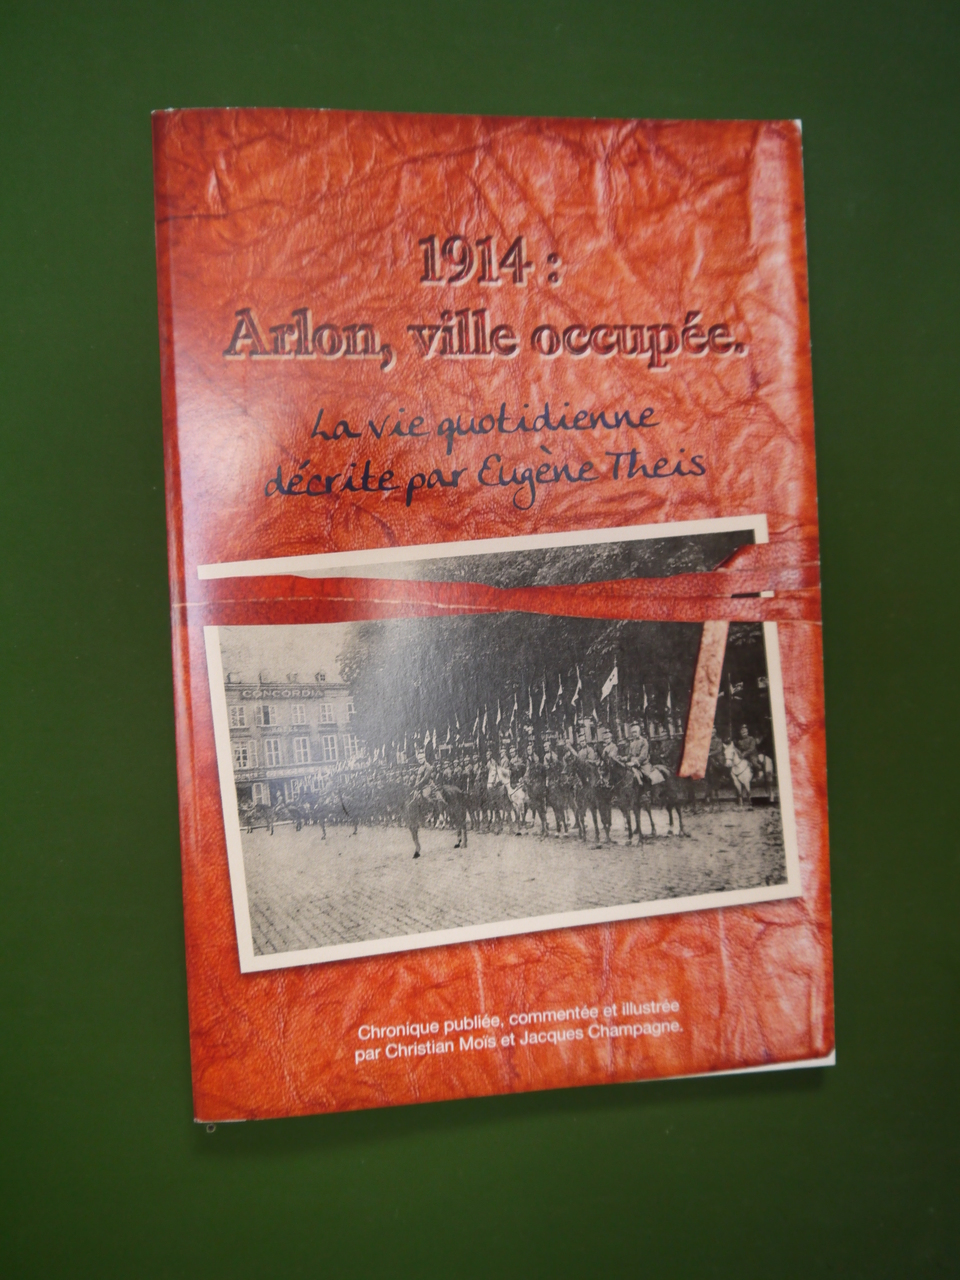 1914 :
Arlon, ville occupée.
La vie quotidienne
décrite par Eugène Theis
CONCORDIA
Chronique publiée, commentée et illustrée
par Christian Moïs et Jacques Champagne.